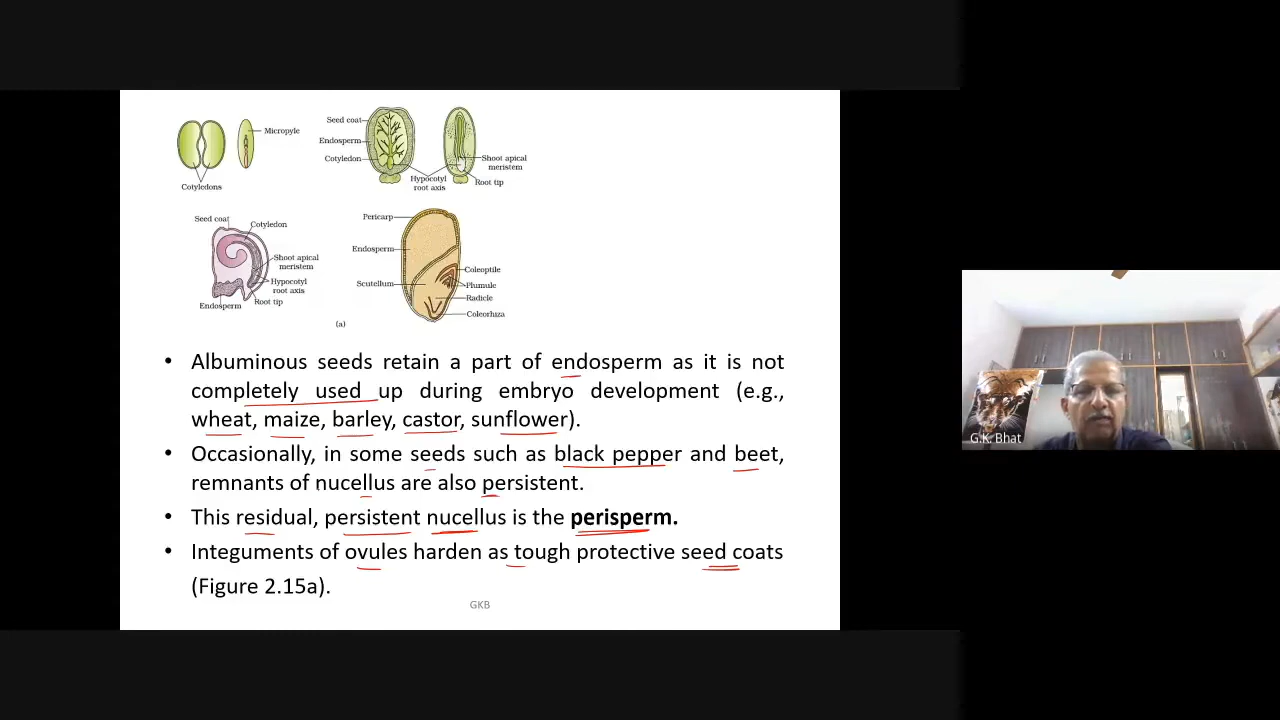 Micropyle
Cotyledons
Seed coat
Endosperm
Cotyledon
Hypocotyl
root axis
Shoot apical
meristem
Root tip
Seed coat
Cotyledon
Shoot apical
meristem
Hypocotyl
root axis
Root tip
Endosperm
Pericarp
Endosperm
Scutellum
Coleoptile
Plumule
Radicle
Coleorhiza
(a)
• Albuminous seeds retain a part of endosperm as it is not
completely used up during embryo development (e.g.,
wheat, maize, barley, castor, sunflower).
• Occasionally, in some seeds such as black pepper and beet,
remnants of nucellus are also persistent.
• This residual, persistent nucellus is the perisperm.
• Integuments of ovules harden as tough protective seed coats
(Figure 2.15a).
GKB
G.K. Bhat